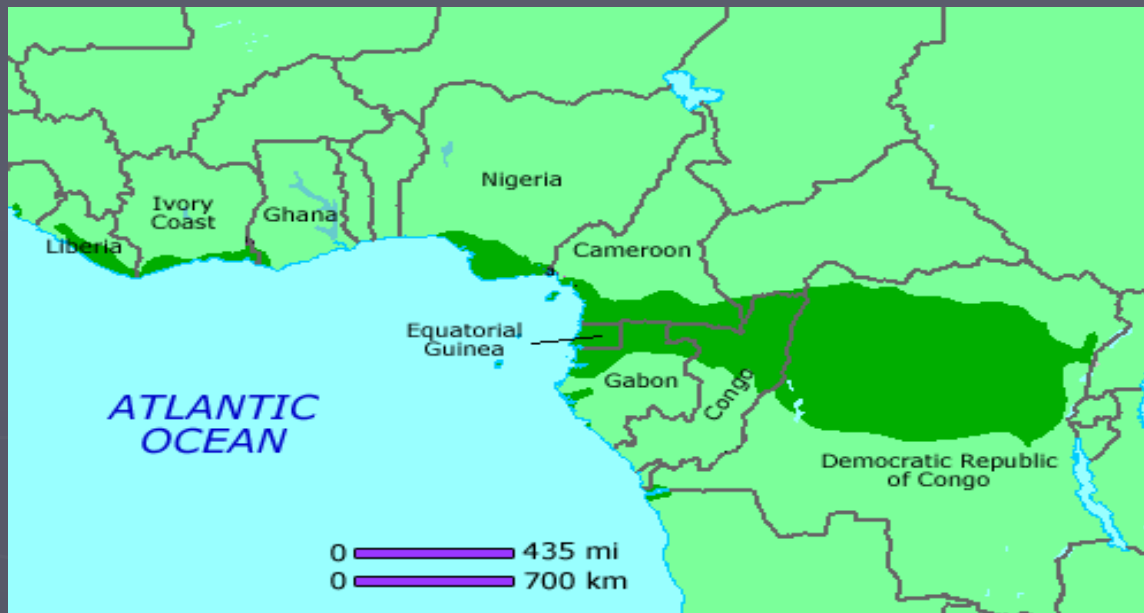 Nigeria
Ivory
Coast
Ghana
Liberia
Cameroon
Equatorial
Guinea
Gabon
Congo
ATLANTIC
OCEAN
Democratic Republic
of Congo
0 435 mi
0 700 km